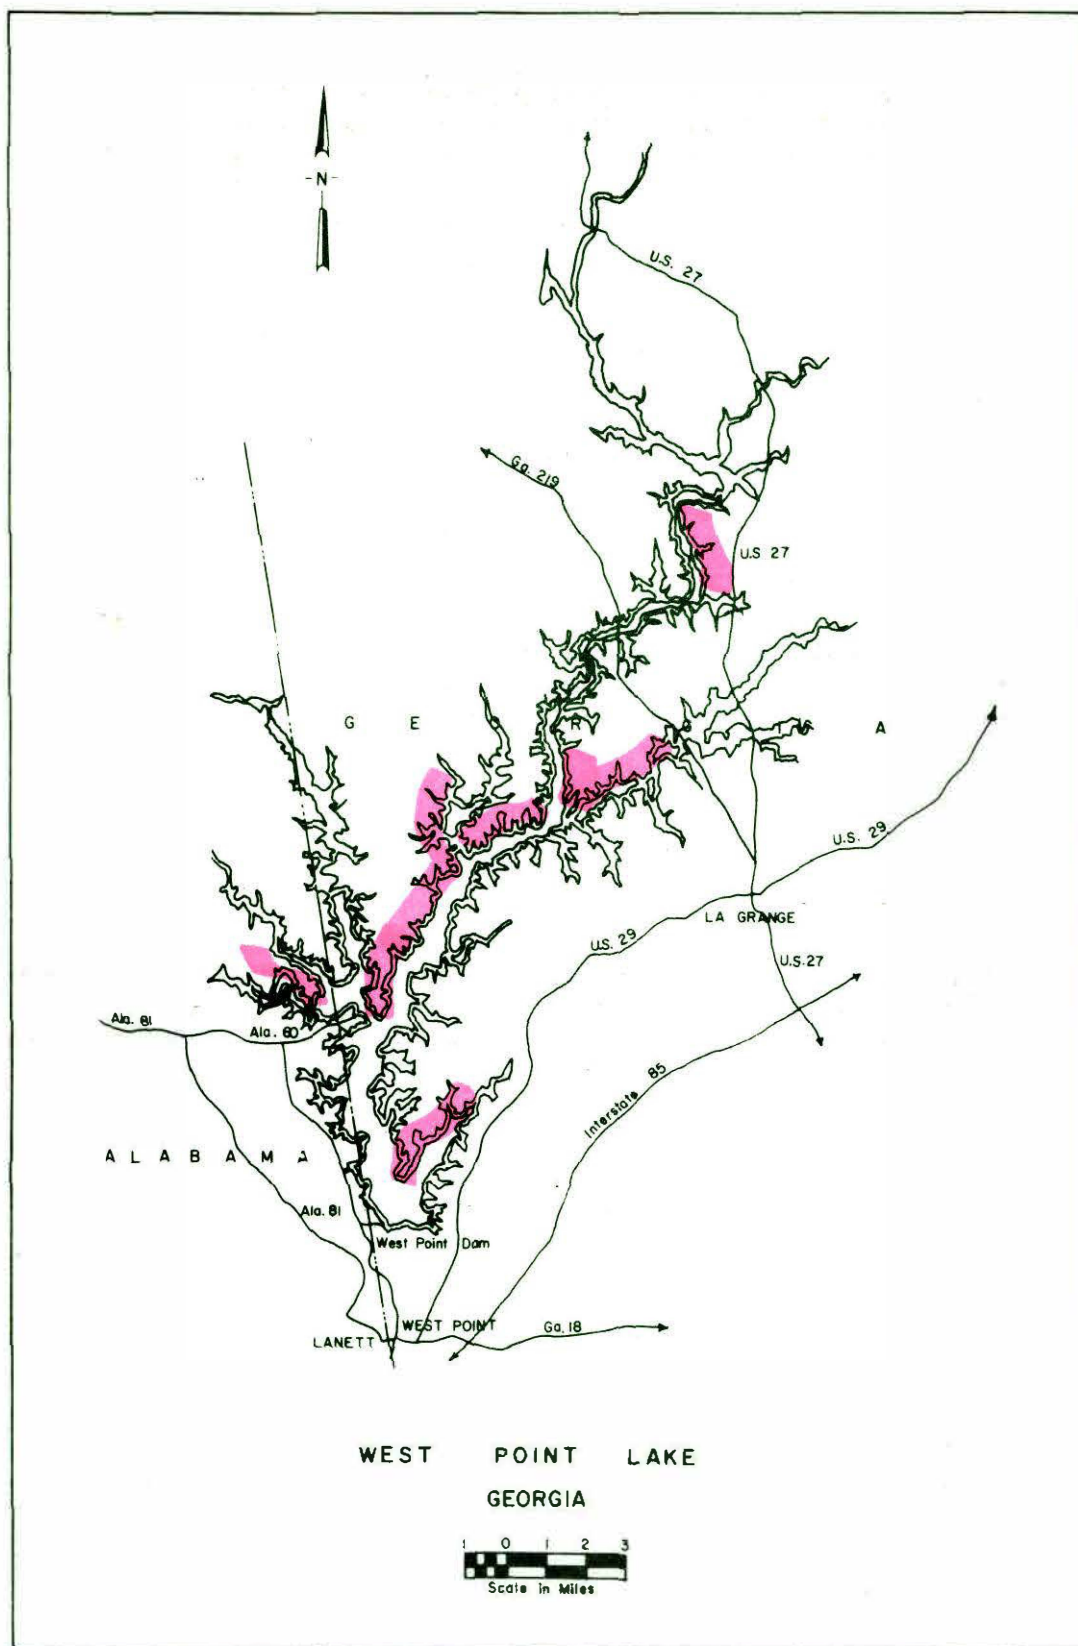 -N-
U.S. 27
Ga. 219
U.S 27
G E O R G I A
U.S. 29
LA GRANGE
U.S. 29
U.S. 27
Ala. 81
Ala. 60
Interstate 85
A L A B A M A
Ala. 81
West Point Dam
WEST POINT
Ga. 18
LANETT
WEST POINT LAKE
GEORGIA
1 0 1 2 3
Scale in Miles